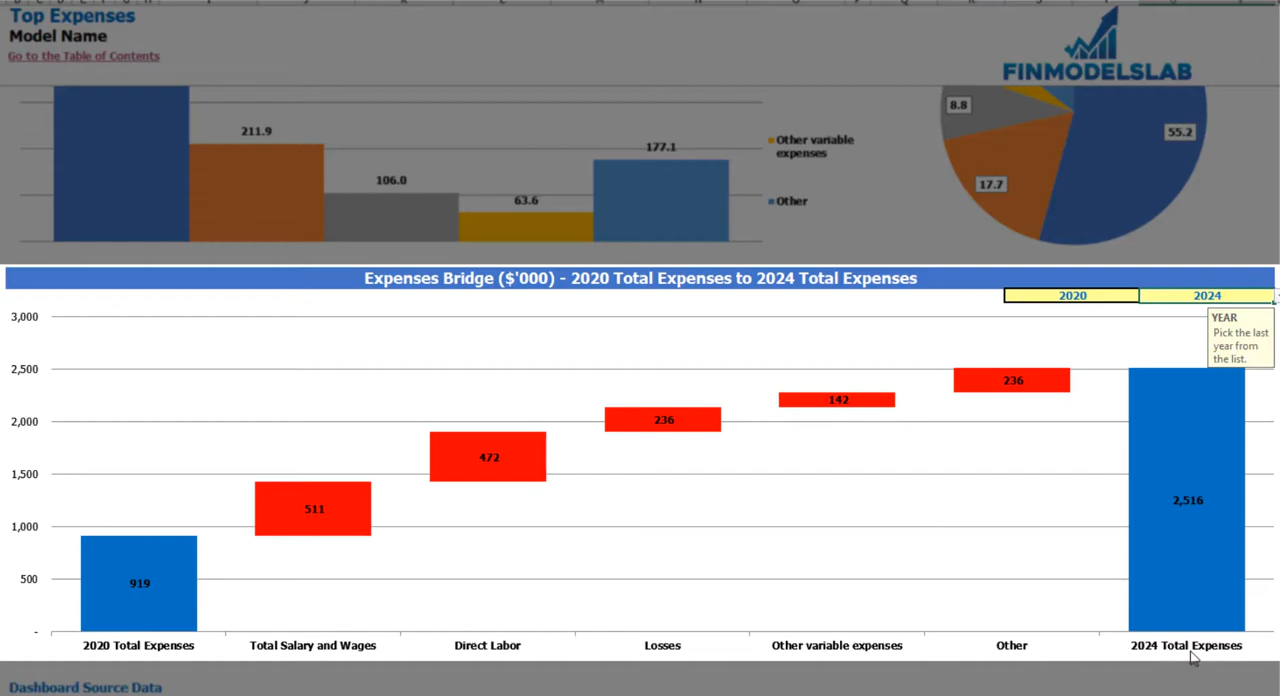 Top Expenses
Model Name
Go to the Table of Contents
FINMODELSLAB
211.9
106.0
63.6
177.1
Other variable
expenses
Other
8.8
17.7
55.2
Expenses Bridge ($'000) - 2020 Total Expenses to 2024 Total Expenses
2020 2024
YEAR
Pick the last
year from
the list.
3,000
2,500
2,000
1,500
1,000
500
-
919
511
472
236
142
236
2,516
2020 Total Expenses Total Salary and Wages Direct Labor Losses Other variable expenses Other 2024 Total Expenses
Dashboard Source Data